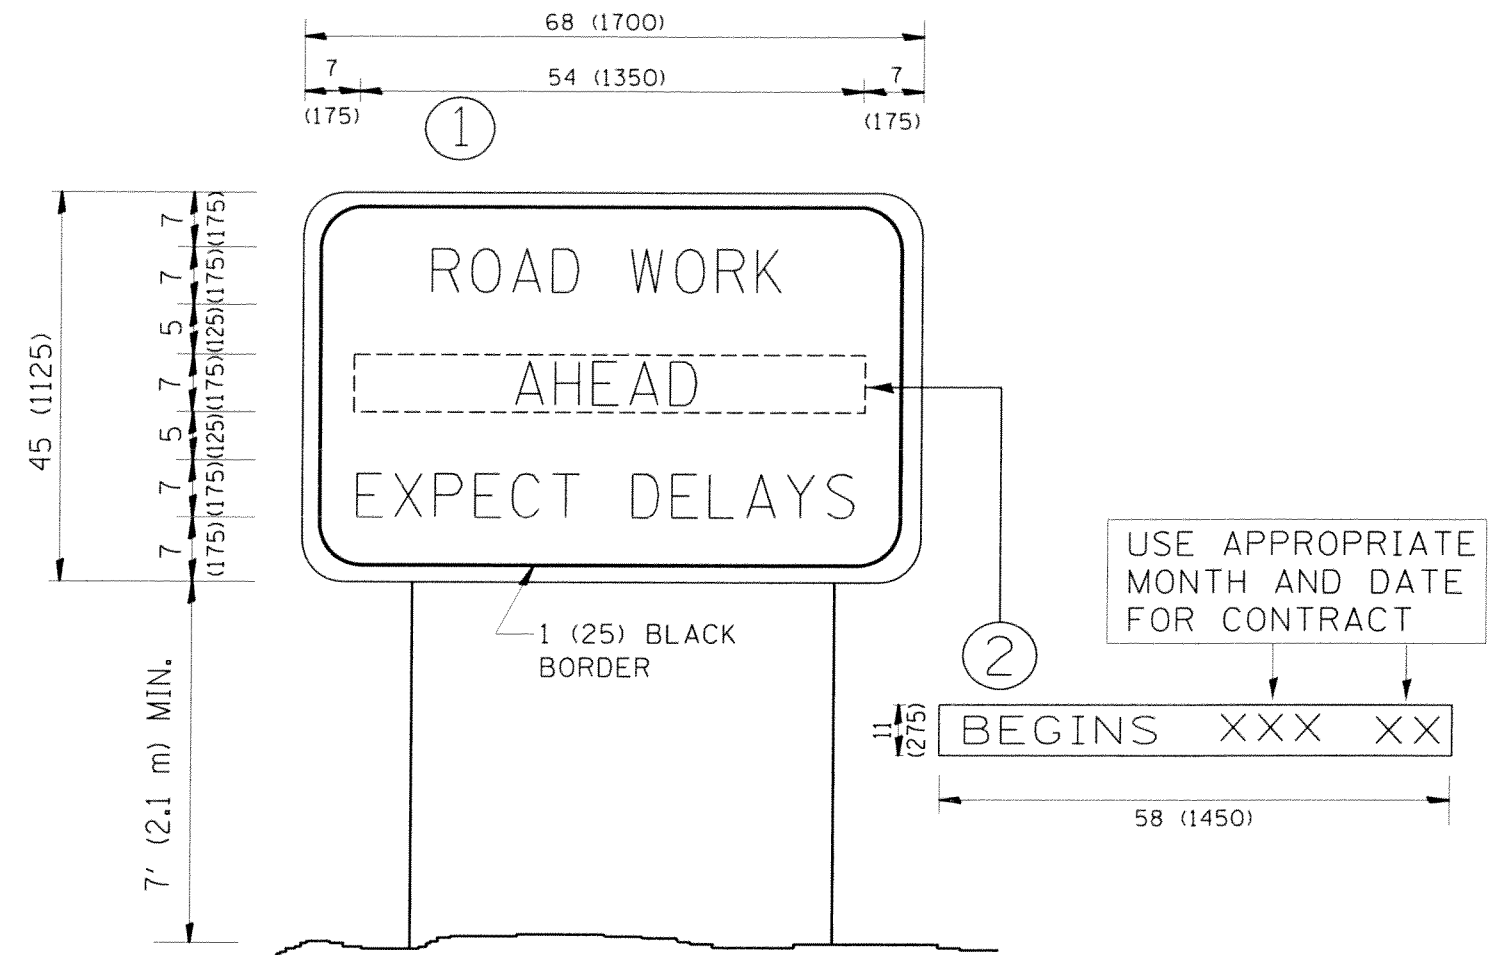 68 (1700)
7
54 (1350)
7
(175)
(175)
1
7
(175)
7
(175)
5
(125)
7
(175)
5
(125)
7
(175)
7
(175)
45 (1125)
ROAD WORK
AHEAD
EXPECT DELAYS
1 (25) BLACK
BORDER
7' (2.1 m) MIN.
2
USE APPROPRIATE
MONTH AND DATE
FOR CONTRACT
11
(275)
BEGINS XXX XX
58 (1450)